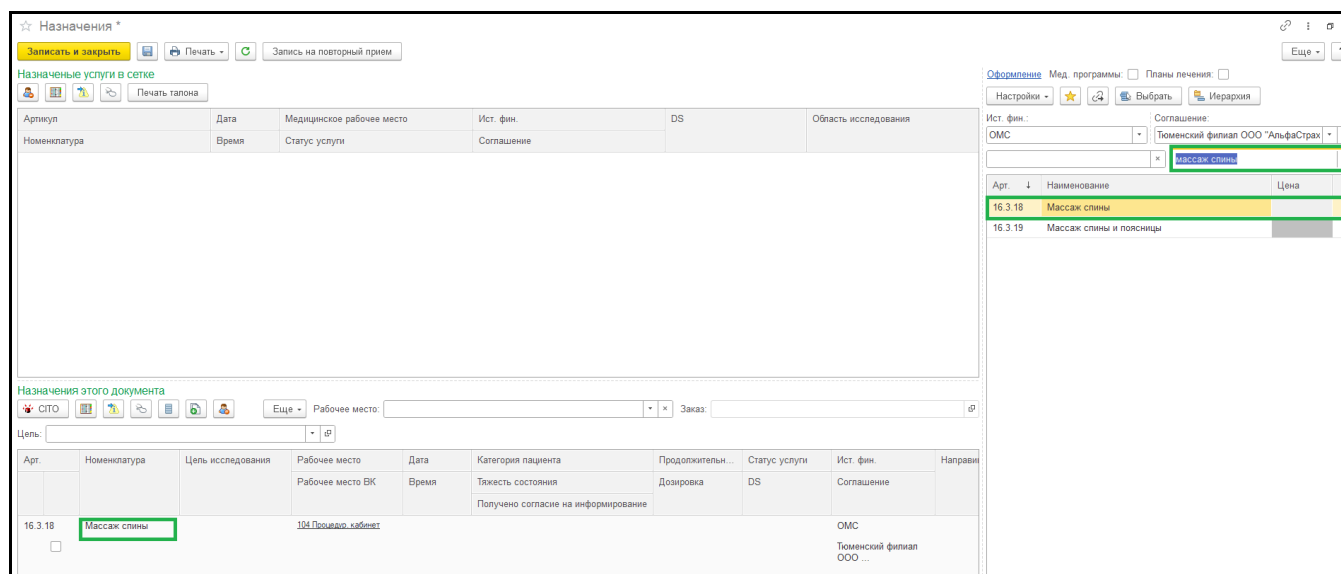 Назначения *
Записать и закрыть Печать Запись на повторный прием Еще
Назначеные услуги в сетке
Печать талона
Артикул Дата Медицинское рабочее место Ист. фин. DS Область исследования
Номенклатура Время Статус услуги Соглашение
Оформление Мед. программы: Планы лечения:
Настройки Выбрать Иерархия
Ист. фин.: Соглашение:
ОМС Тюменский филиал ООО "АльфаСтрах
массаж спины
Арт. ↓ Наименование Цена
16.3.18 Массаж спины
16.3.19 Массаж спины и поясницы
Назначения этого документа
CITO Еще Рабочее место: Заказ:
Цель:
Арт. Номенклатура Цель исследования Рабочее место Дата Категория пациента Продолжительн... Статус услуги Ист. фин. Направи
Рабочее место ВК Время Тяжесть состояния Дозировка DS Соглашение
Получено согласие на информирование
16.3.18 Массаж спины 104 Процедур. кабинет ОМС
Тюменский филиал
ООО ...